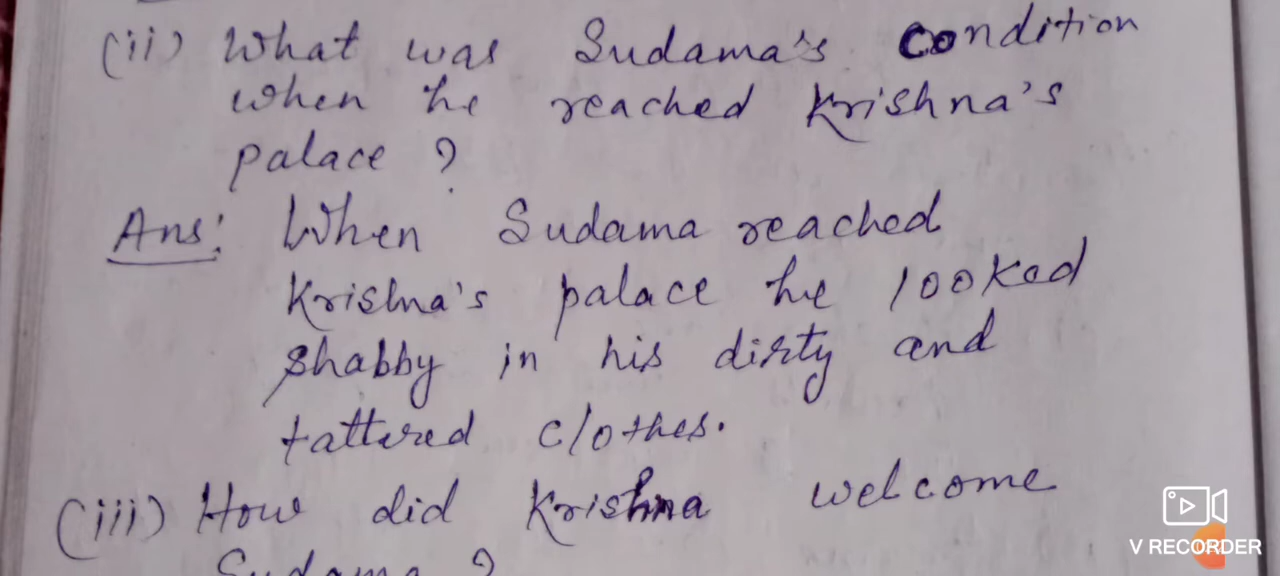 (ii) What was Sudama's condition
when he reached Krishna's
palace ?
Ans: When Sudama reached
Krishna's palace he looked
shabby in his dirty and
tattered clothes.
(iii) How did Krishna welcome
Sudama ?
V RECORDER